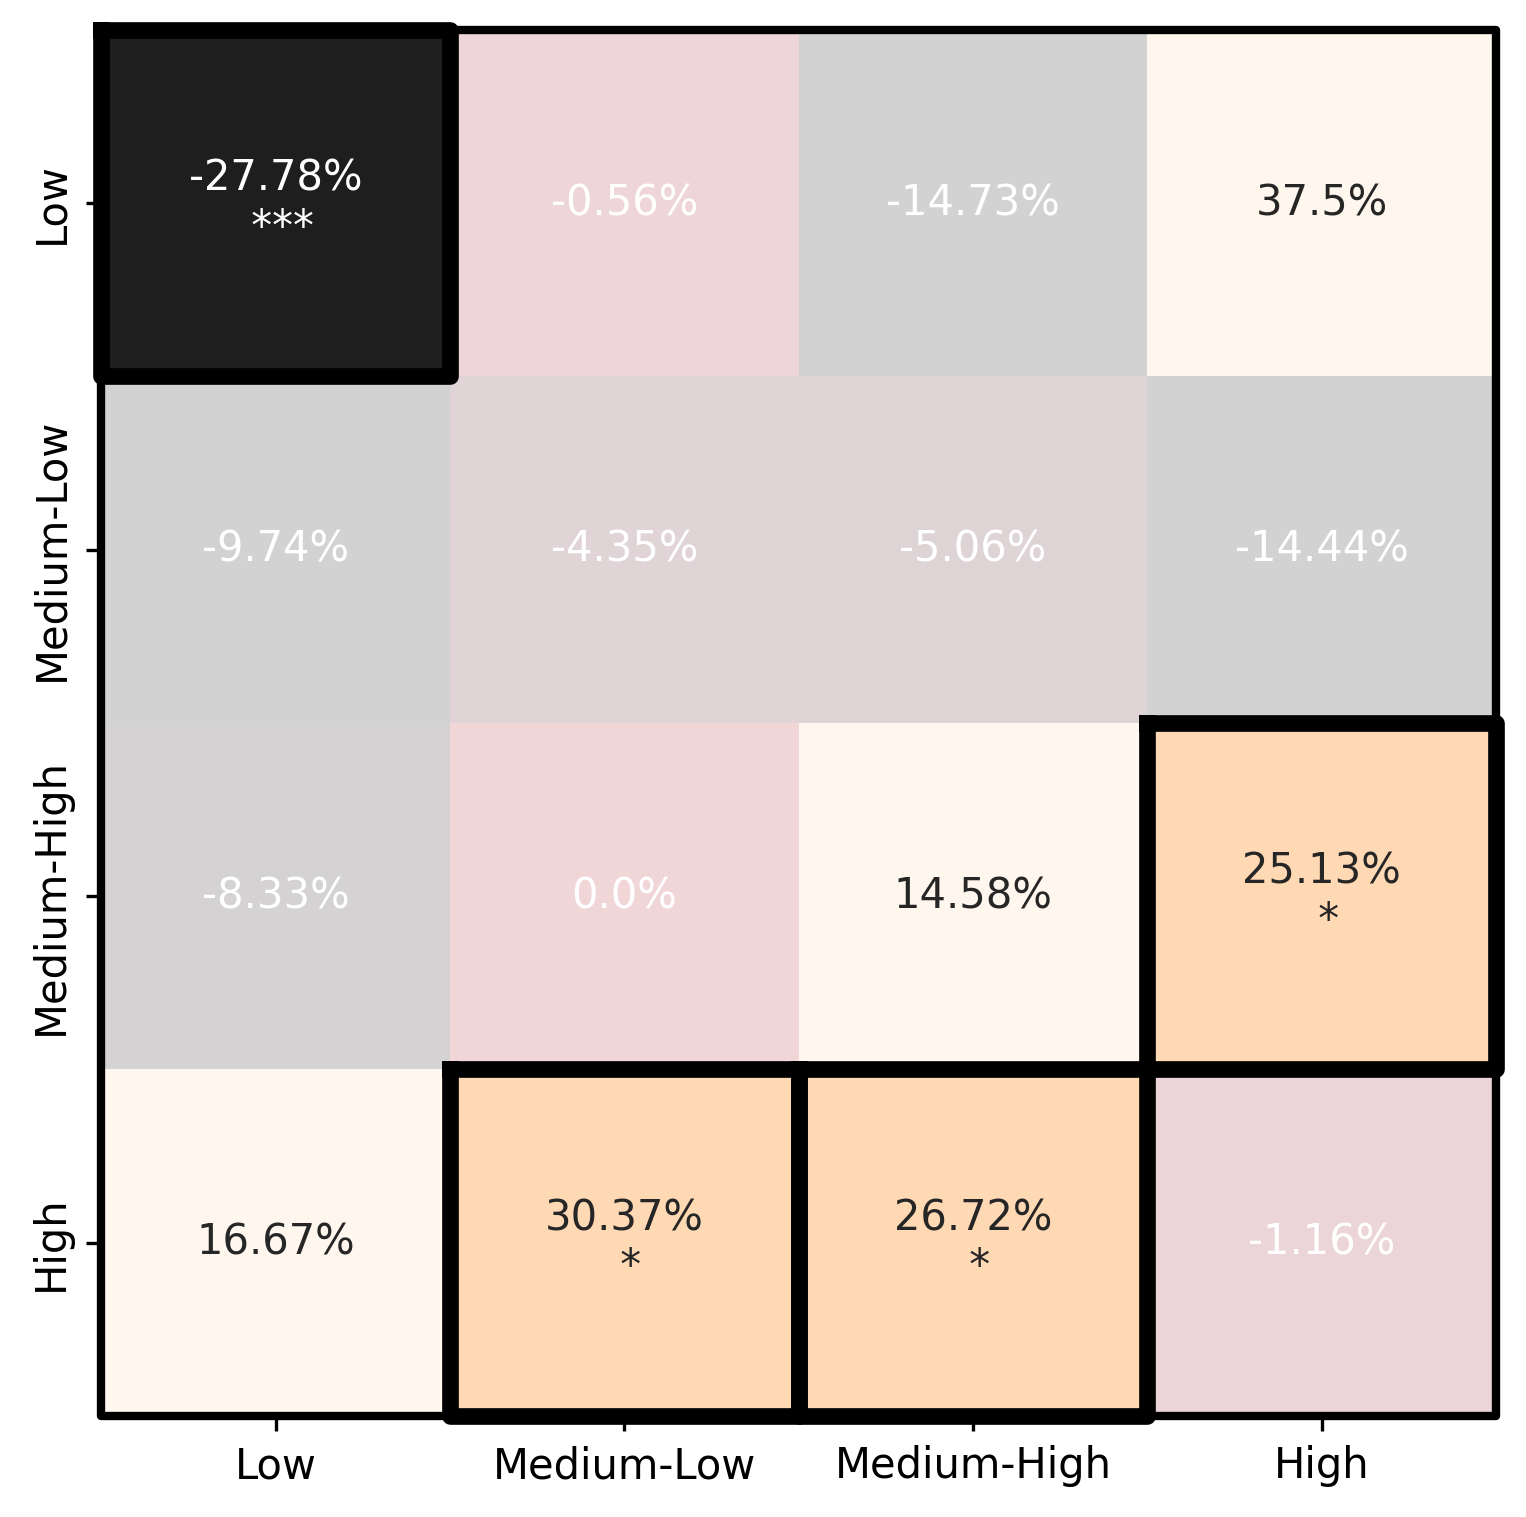 Low
-27.78%
***
-0.56%
-14.73%
37.5%
Medium-Low
-9.74%
-4.35%
-5.06%
-14.44%
Medium-High
-8.33%
0.0%
14.58%
25.13%
*
High
16.67%
30.37%
*
26.72%
*
-1.16%
Low
Medium-Low
Medium-High
High